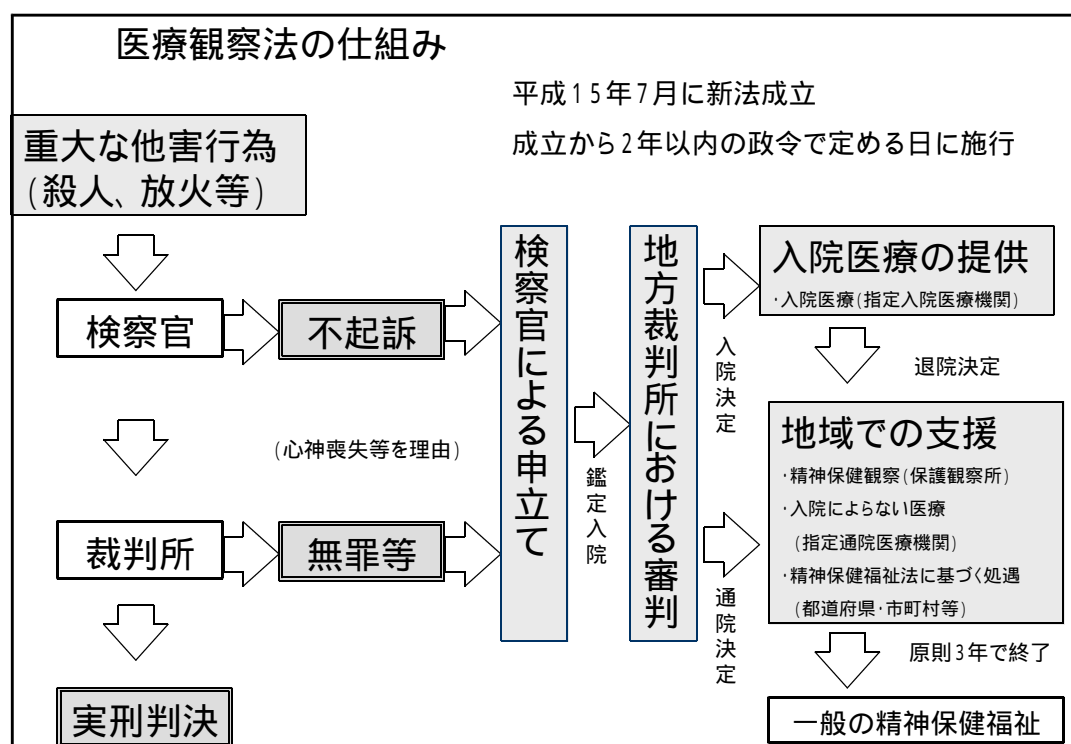 医療観察法の仕組み
平成15年7月に新法成立
成立から2年以内の政令で定める日に施行
重大な他害行為
(殺人、放火等)
検察官
不起訴
(心神喪失等を理由)
裁判所
無罪等
実刑判決
検察官による申立て
鑑定入院
地方裁判所における審判
入院決定
通院決定
入院医療の提供
･入院医療(指定入院医療機関)
退院決定
地域での支援
･精神保健観察(保護観察所)
･入院によらない医療
(指定通院医療機関)
･精神保健福祉法に基づく処遇
(都道府県･市町村等)
原則3年で終了
一般の精神保健福祉